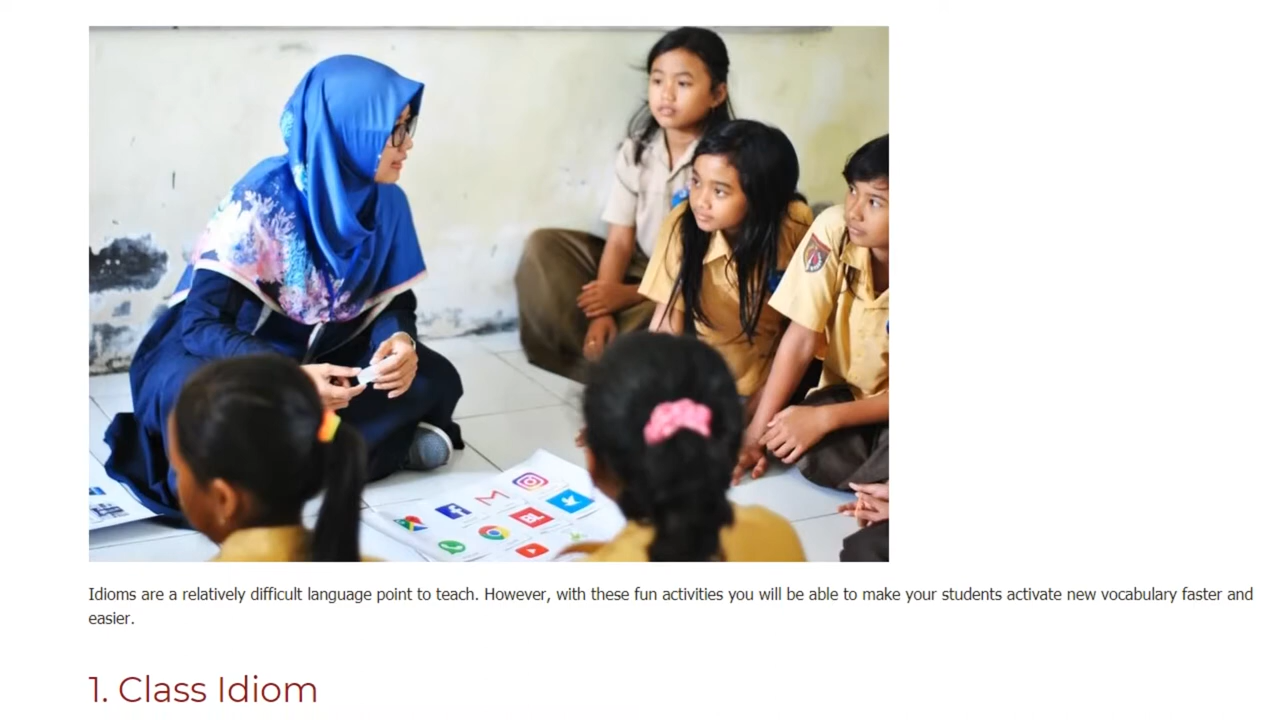 Idioms are a relatively difficult language point to teach. However, with these fun activities you will be able to make your students activate new vocabulary faster and
easier.
1. Class Idiom